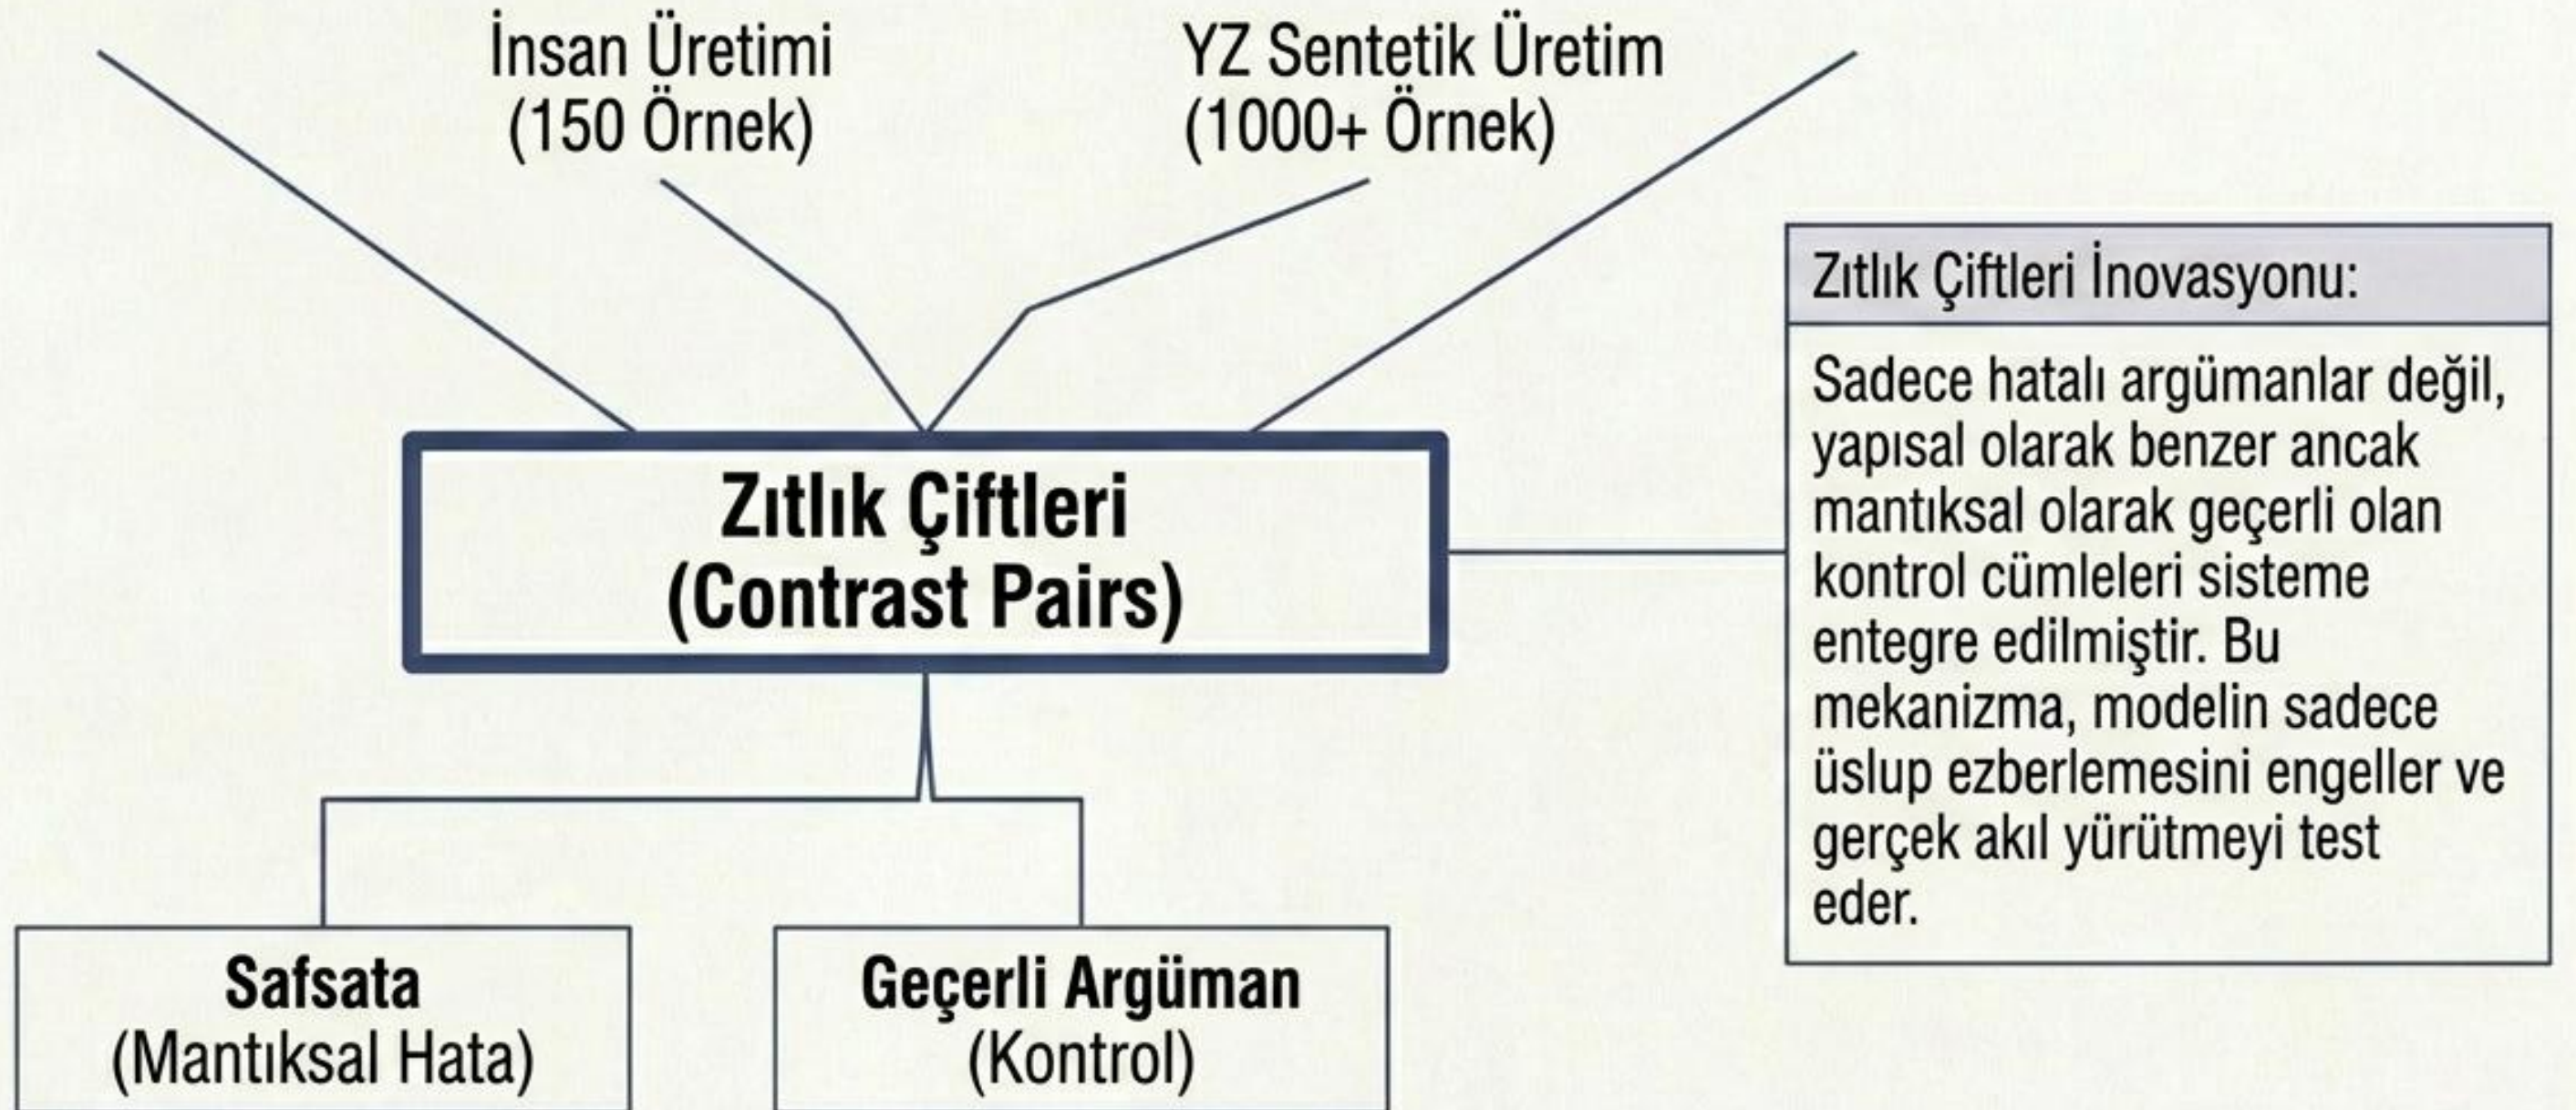 İnsan Üretimi
(150 Örnek)
YZ Sentetik Üretim
(1000+ Örnek)
Zıtlık Çiftleri
(Contrast Pairs)
Zıtlık Çiftleri İnovasyonu:
Sadece hatalı argümanlar değil,
yapısal olarak benzer ancak
mantıksal olarak geçerli olan
kontrol cümleleri sisteme
entegre edilmiştir. Bu
mekanizma, modelin sadece
üslup ezberlemesini engeller ve
gerçek akıl yürütmeyi test
eder.
Safsata
(Mantıksal Hata)
Geçerli Argüman
(Kontrol)